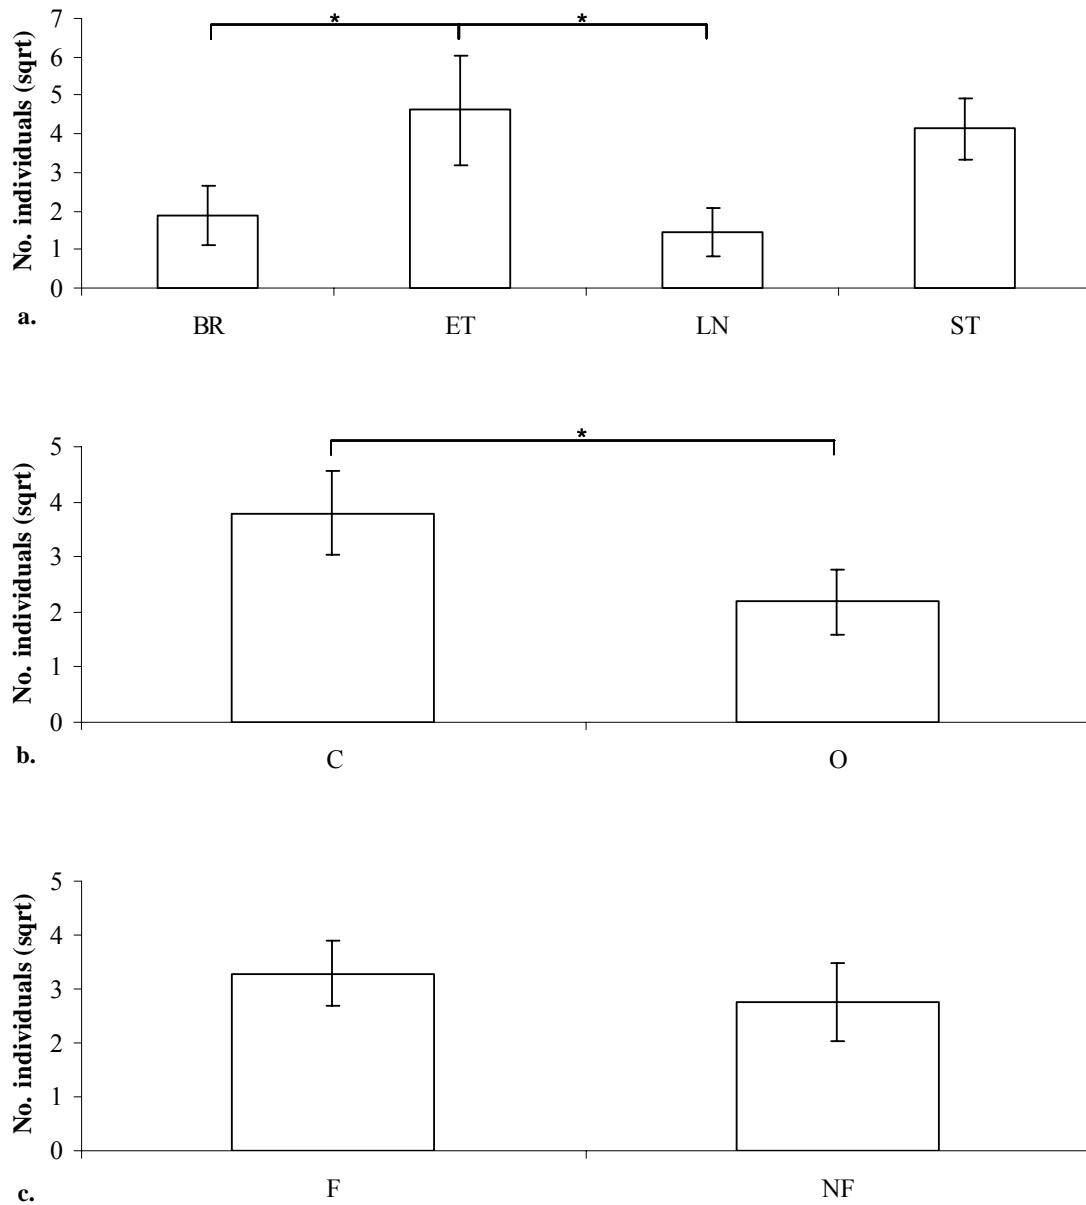 No. individuals (sqrt)
7
6
5
4
3
2
1
0
* *
a.
BR ET LN ST
No. individuals (sqrt)
5
4
3
2
1
0
*
b.
C O
No. individuals (sqrt)
5
4
3
2
1
0
c.
F NF